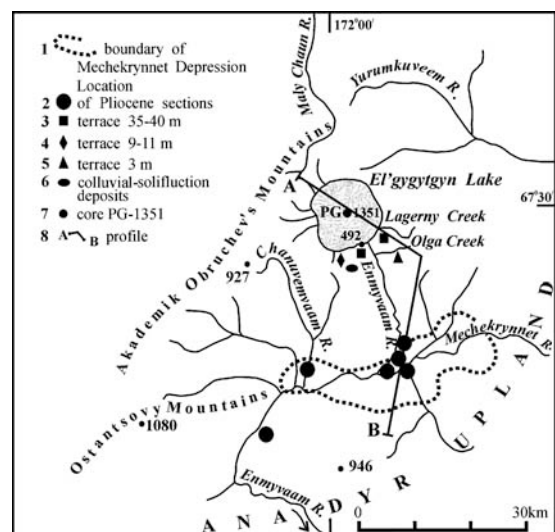 172°00'
1 boundary of
Mechekrynnet Depression
Location
2 of Pliocene sections
3 terrace 35-40 m
4 terrace 9-11 m
5 terrace 3 m
6 colluvial-solifluction
deposits
7 core PG-1351
8 A B profile
Maly Chaun R.
Yurumkuveem R.
Akademik Obruchev's Mountains
A
El'gygytgyn Lake
67°30'
PG 1351
Lagerny Creek
492
Olga Creek
927
Chanuvemvaam R.
Enmyvaam R.
Mechekrynnet R.
Ostantsovy Mountains
1080
B
946
Enmyvaam R.
ANADYR UPLAND
0 30km